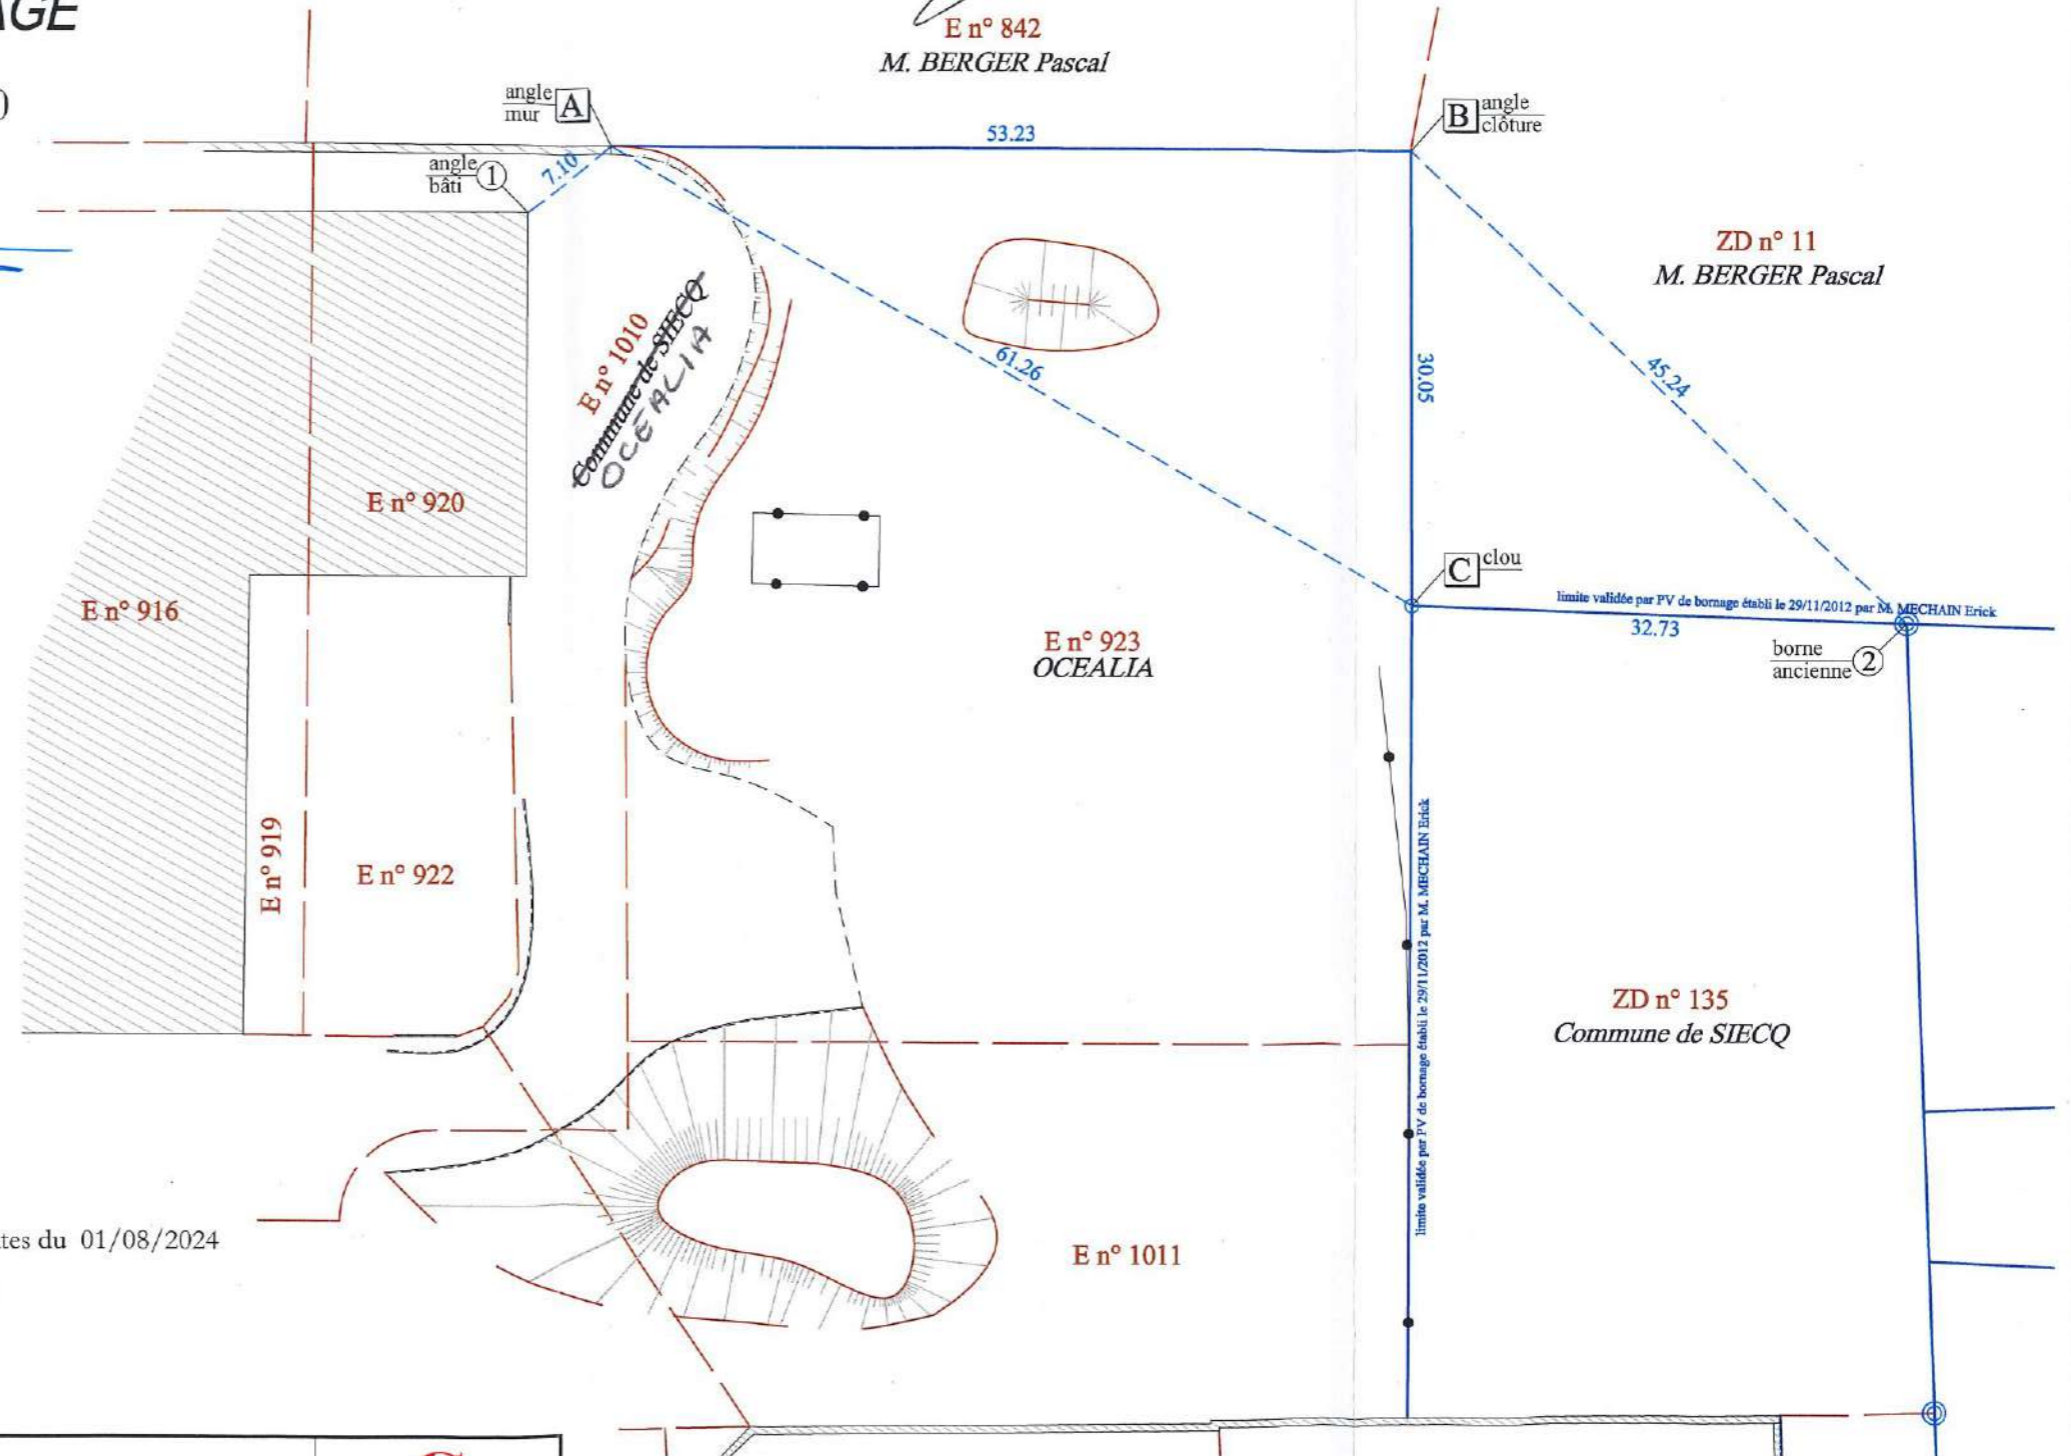 AGE
)
E n° 842
M. BERGER Pascal
angle
mur
A
B
angle
clôture
53.23
7.10
angle
bâti
1
ZD n° 11
M. BERGER Pascal
E n° 1010
Commune de SIECQ
OCEALIA
61.26
30.05
45.24
E n° 920
C
clou
limite validée par PV de bornage établi le 29/11/2012 par M. MECHAIN Erick
32.73
E n° 916
E n° 923
OCEALIA
borne
ancienne
2
E n° 919
E n° 922
limite validée par PV de bornage établi le 29/11/2012 par M. MECHAIN Erick
ZD n° 135
Commune de SIECQ
tes du 01/08/2024
E n° 1011